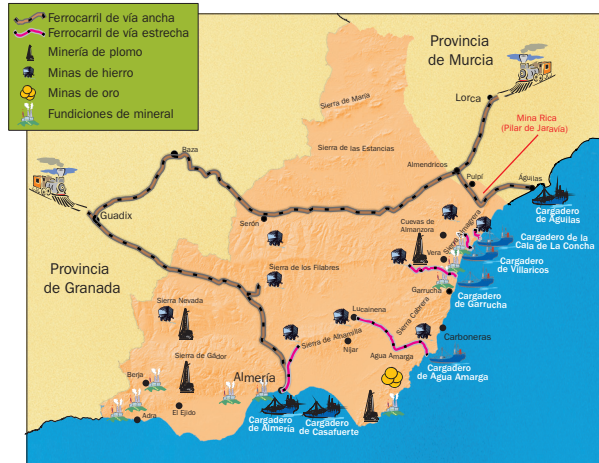 Ferrocarril de vía ancha
Ferrocarril de vía estrecha
Minería de plomo
Minas de hierro
Minas de oro
Fundiciones de mineral
Provincia
de Murcia
Lorca
Mina Rica
(Pilar de Jaravía)
Sierra de María
Sierra de las Estancias
Baza
Almendricos
Pulpí
Águilas
Cargadero
de Águilas
Guadix
Serón
Cuevas de
Almanzora
Sierra Almagrera
Cargadero de la
Cala de La Concha
Vera
Cargadero
de Villaricos
Provincia
de Granada
Sierra de los Filabres
Garrucha
Cargadero
de Garrucha
Sierra Nevada
Lucainena
Sierra Cabrera
Carboneras
Sierra de Alhamilla
Níjar
Agua Amarga
Sierra de Gádor
Cargadero
de Agua Amarga
Berja
Almería
Adra
El Ejido
Cargadero
de Almería
Cargadero
de Casafuerte